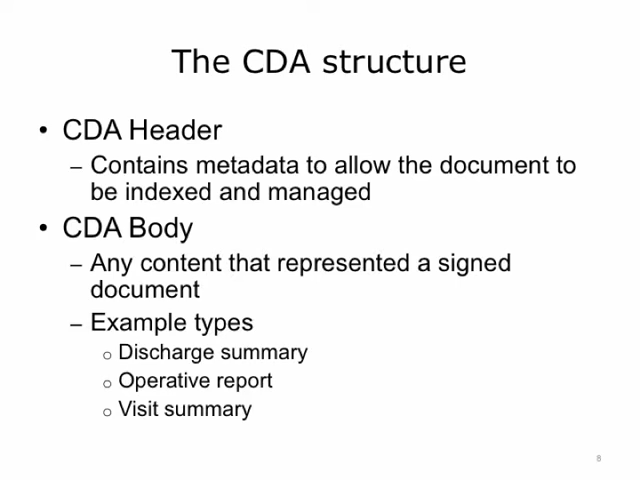 The CDA structure
• CDA Header
– Contains metadata to allow the document to
be indexed and managed
• CDA Body
– Any content that represented a signed
document
– Example types
o Discharge summary
o Operative report
o Visit summary
8